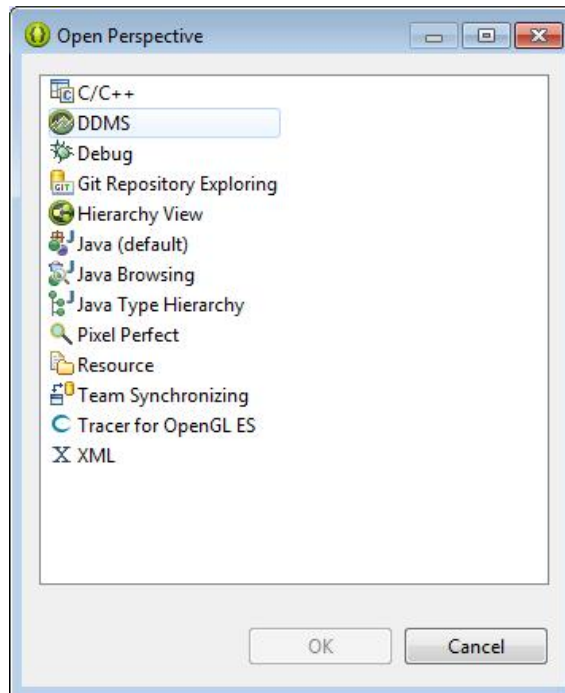 Open Perspective
C/C++
DDMS
Debug
GIT Git Repository Exploring
Hierarchy View
Java (default)
Java Browsing
Java Type Hierarchy
Pixel Perfect
Resource
Team Synchronizing
Tracer for OpenGL ES
X XML
OK Cancel